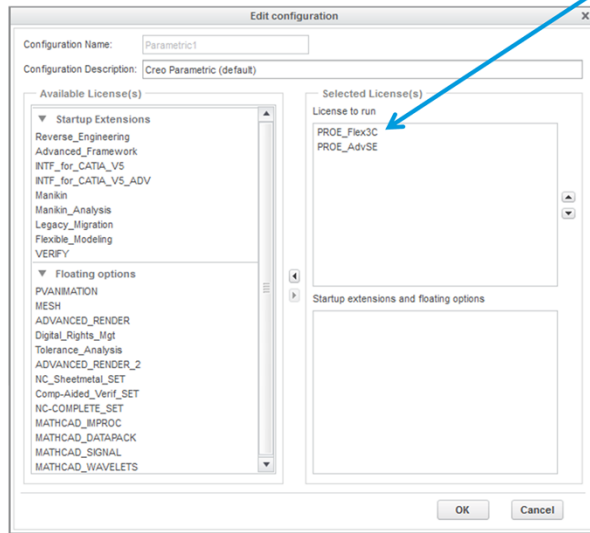 Edit configuration
Configuration Name: Parametric1
Configuration Description: Creo Parametric (default)
Available License(s)
Startup Extensions
Reverse_Engineering
Advanced_Framework
INTF_for_CATIA_V5
INTF_for_CATIA_V5_ADV
Manikin
Manikin_Analysis
Legacy_Migration
Flexible_Modeling
VERIFY
Floating options
PVANIMATION
MESH
ADVANCED_RENDER
Digital_Rights_Mgt
Tolerance_Analysis
ADVANCED_RENDER_2
NC_Sheetmetal_SET
Comp-Aided_Verif_SET
NC-COMPLETE_SET
MATHCAD_IMPROC
MATHCAD_DATAPACK
MATHCAD_SIGNAL
MATHCAD_WAVELETS
Selected License(s)
License to run
PROE_Flex3C
PROE_AdvSE
Startup extensions and floating options
OK Cancel